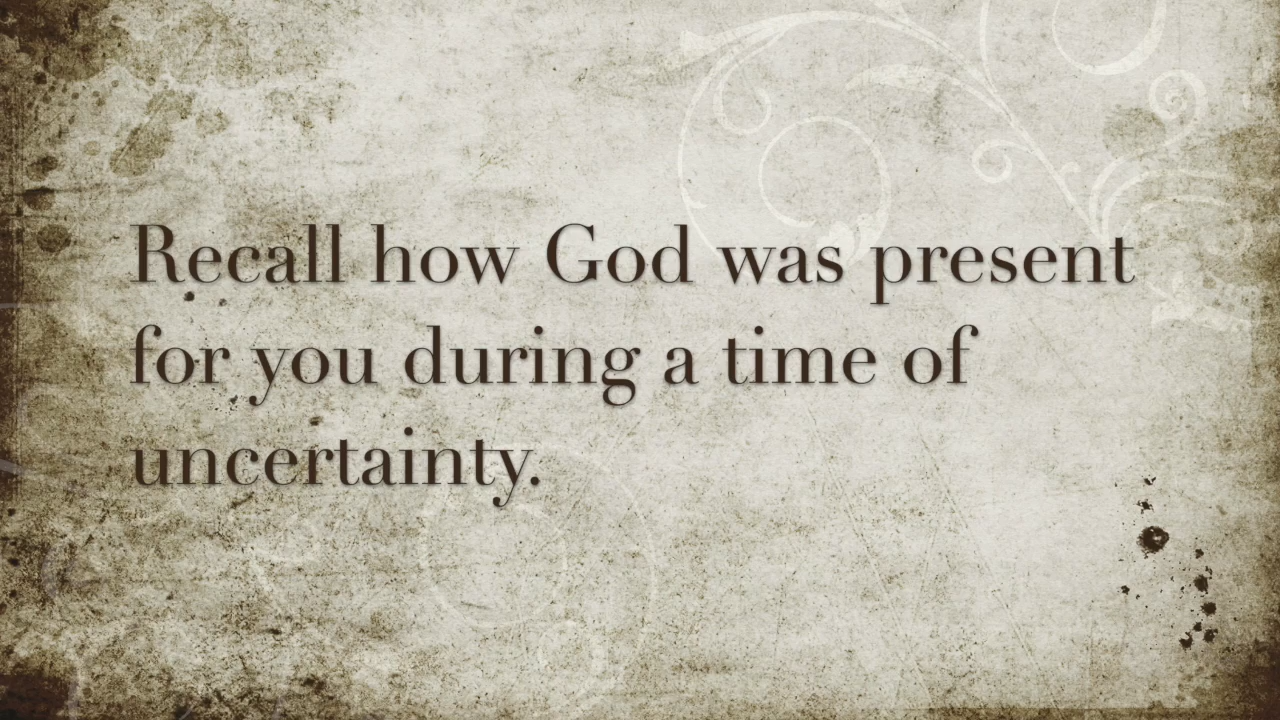 Recall how God was present
for you during a time of
uncertainty.